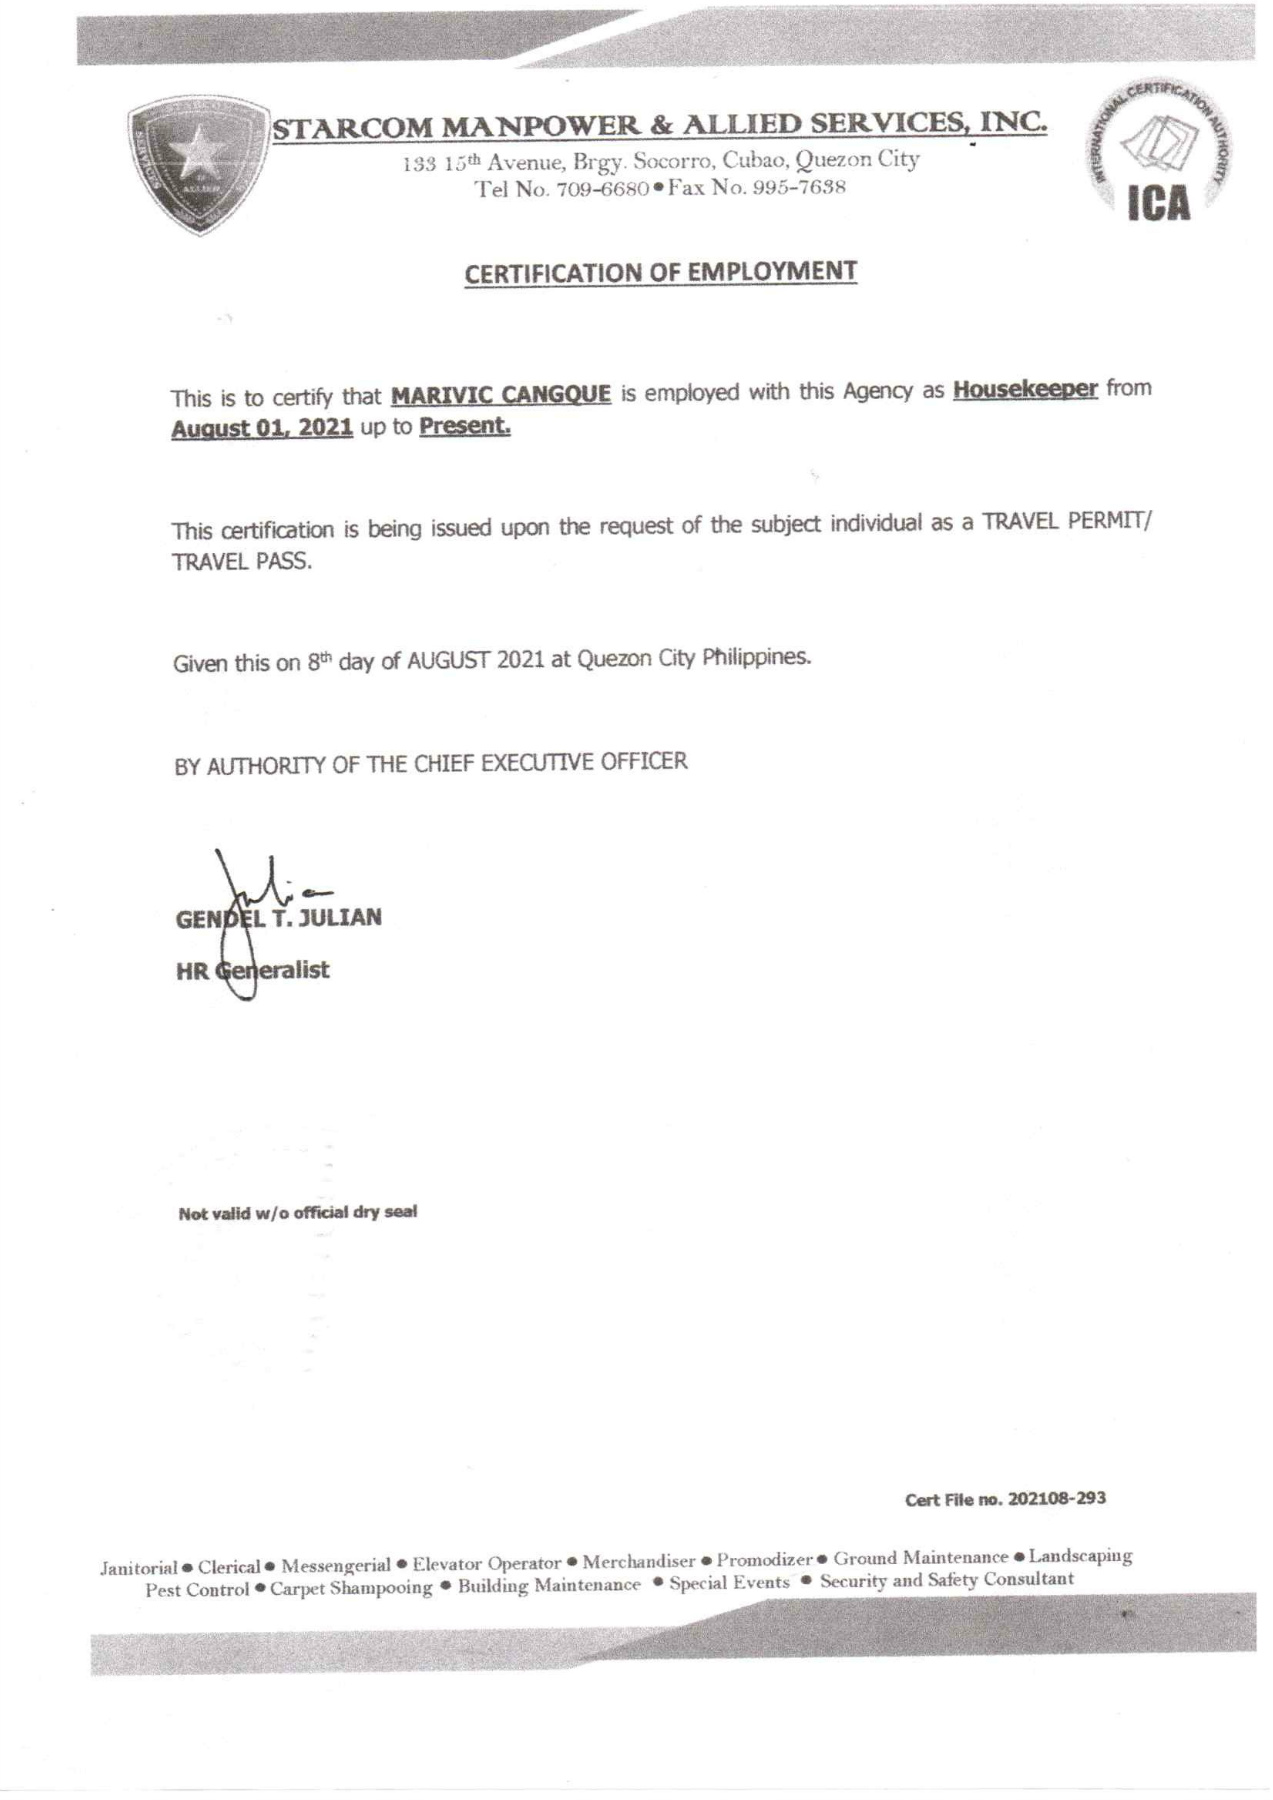 STARCOM MANPOWER & ALLIED SERVICES, INC.
133 15th Avenue, Brgy. Socorro, Cubao, Quezon City
Tel No. 709-6680 ● Fax No. 995-7638
SERVICES
ALLIED
INTERNATIONAL CERTIFICATION AUTHORITY
ICA
CERTIFICATION OF EMPLOYMENT
This is to certify that MARIVIC CANGQUE is employed with this Agency as Housekeeper from
August 01, 2021 up to Present.
This certification is being issued upon the request of the subject individual as a TRAVEL PERMIT/
TRAVEL PASS.
Given this on 8th day of AUGUST 2021 at Quezon City Philippines.
BY AUTHORITY OF THE CHIEF EXECUTIVE OFFICER
Julian
GENDEL T. JULIAN
HR Generalist
Not valid w/o official dry seal
Cert File no. 202108-293
Janitorial ● Clerical ● Messengerial ● Elevator Operator ● Merchandiser ● Promodizer ● Ground Maintenance ● Landscaping
Pest Control ● Carpet Shampooing ● Building Maintenance ● Special Events ● Security and Safety Consultant